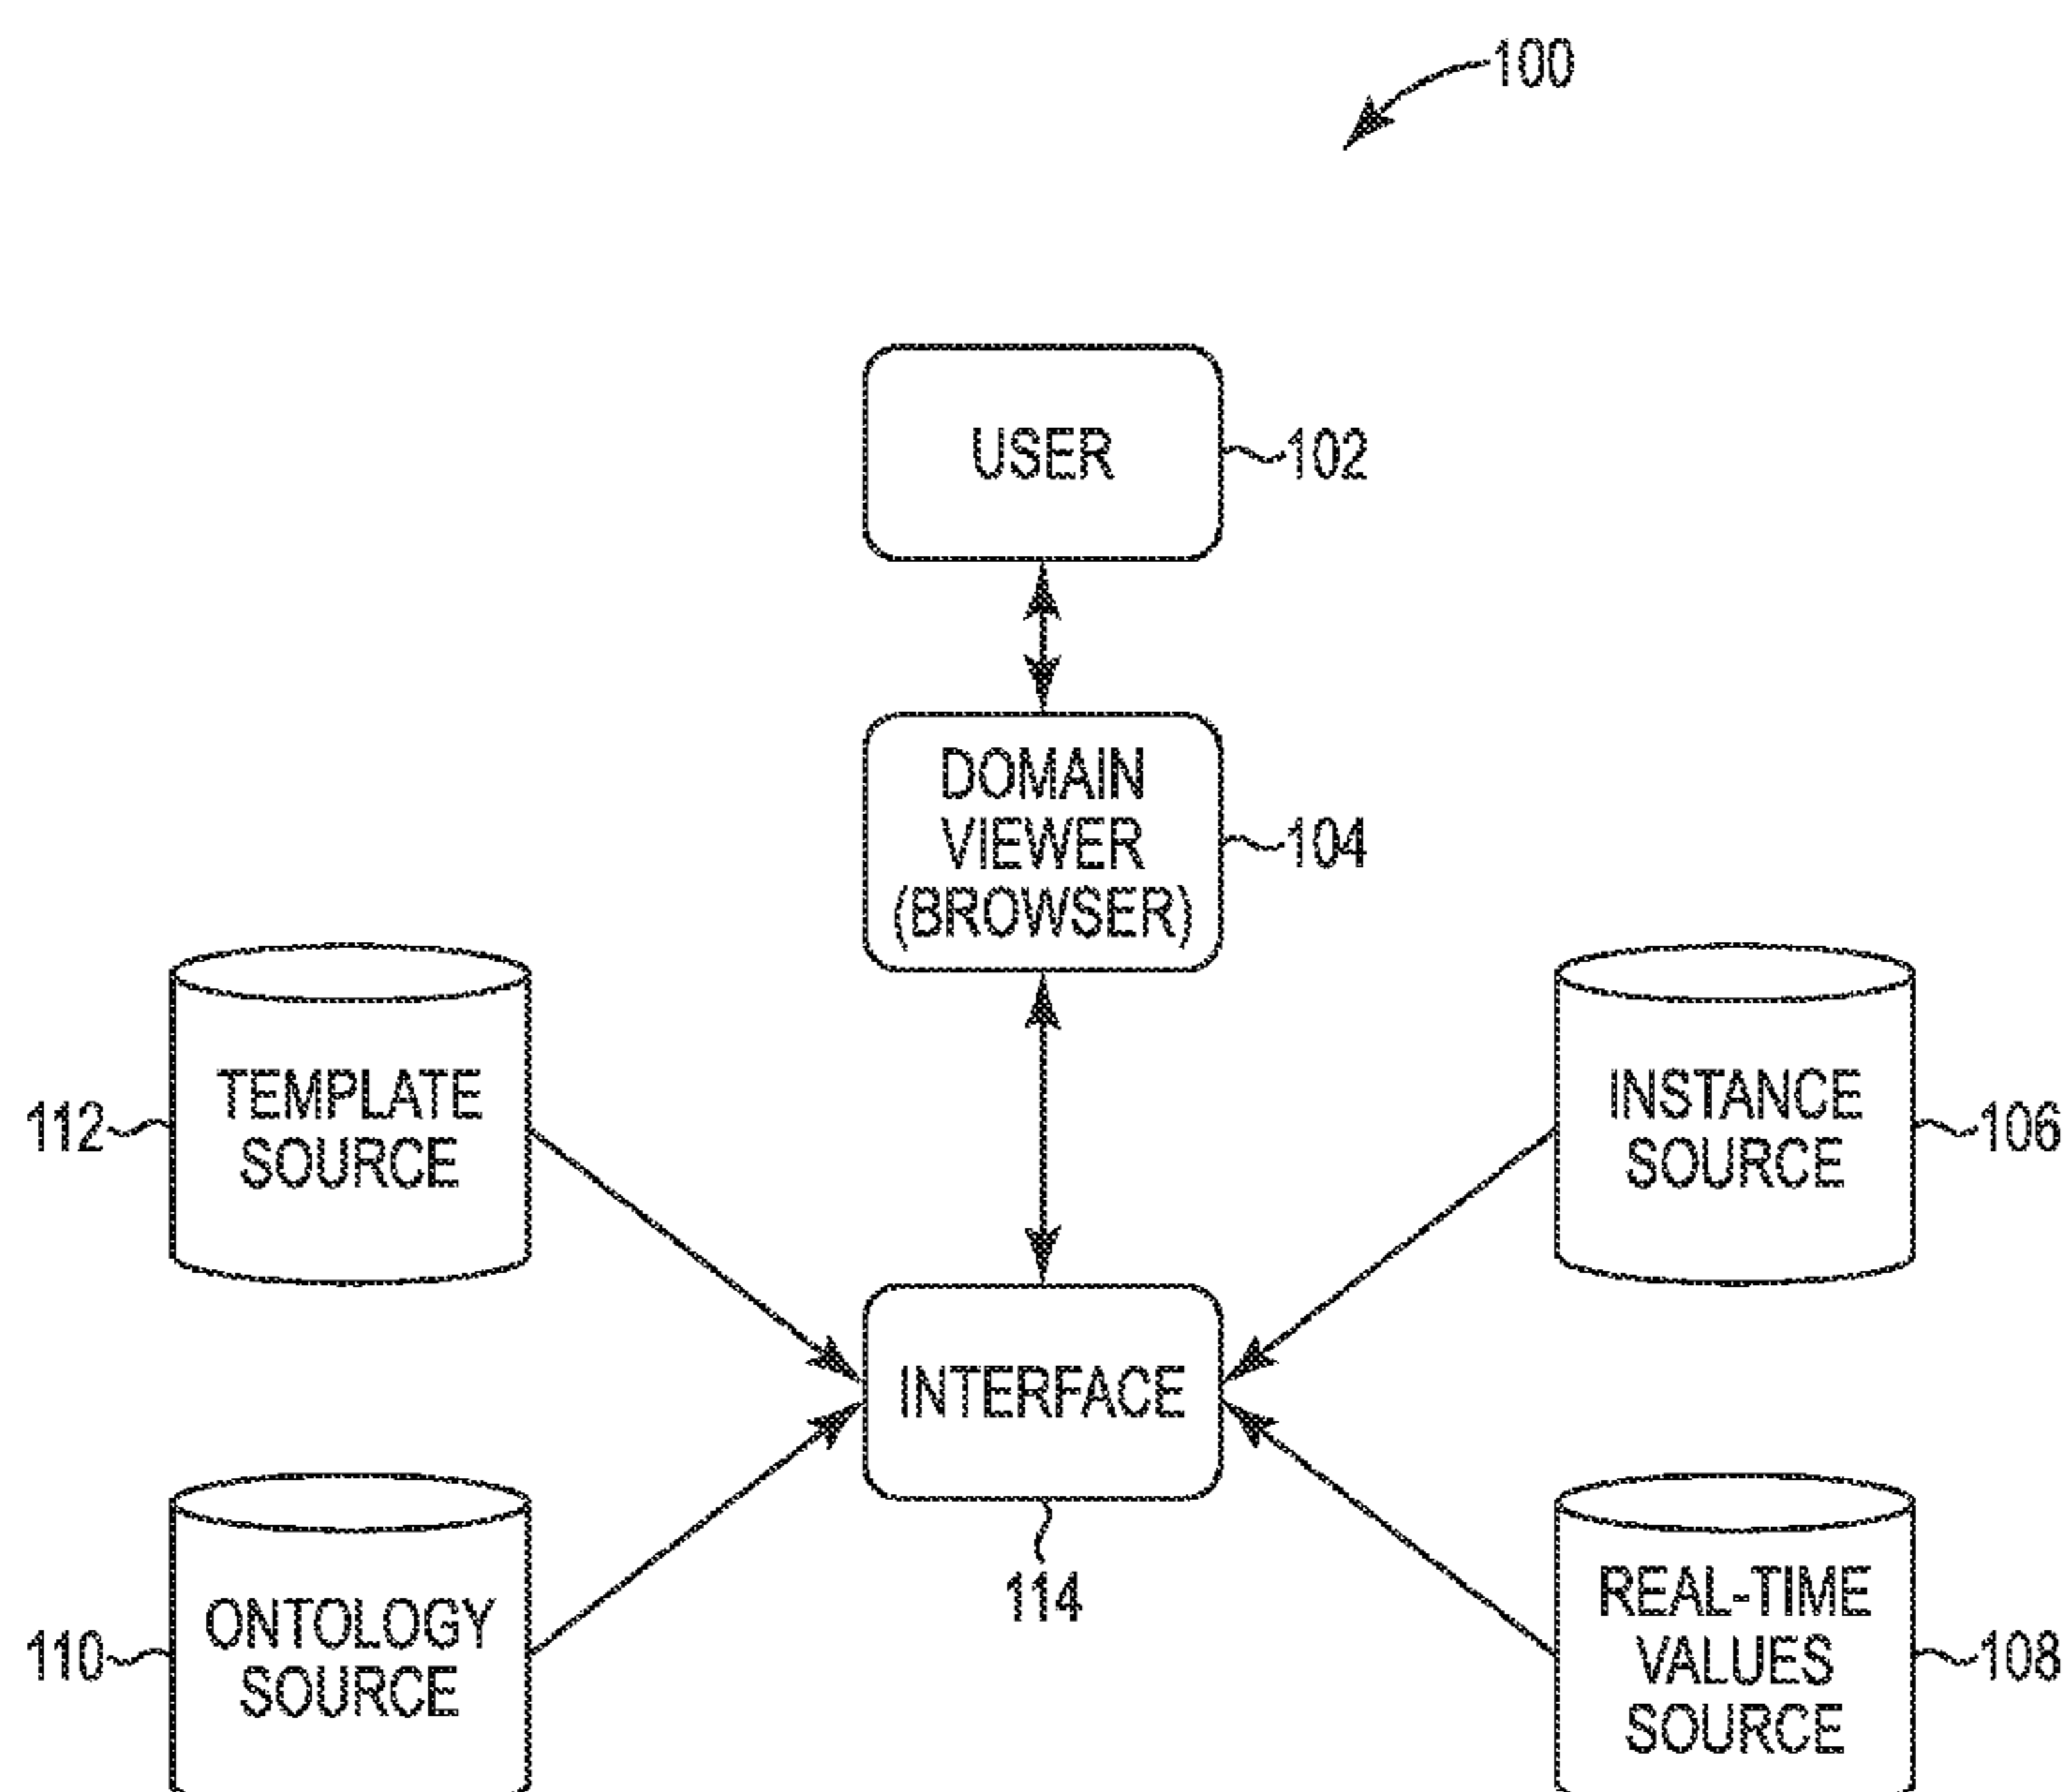 100
USER
102
DOMAIN
VIEWER
(BROWSER)
104
TEMPLATE
SOURCE
112
INSTANCE
SOURCE
106
INTERFACE
114
ONTOLOGY
SOURCE
110
REAL-TIME
VALUES
SOURCE
108